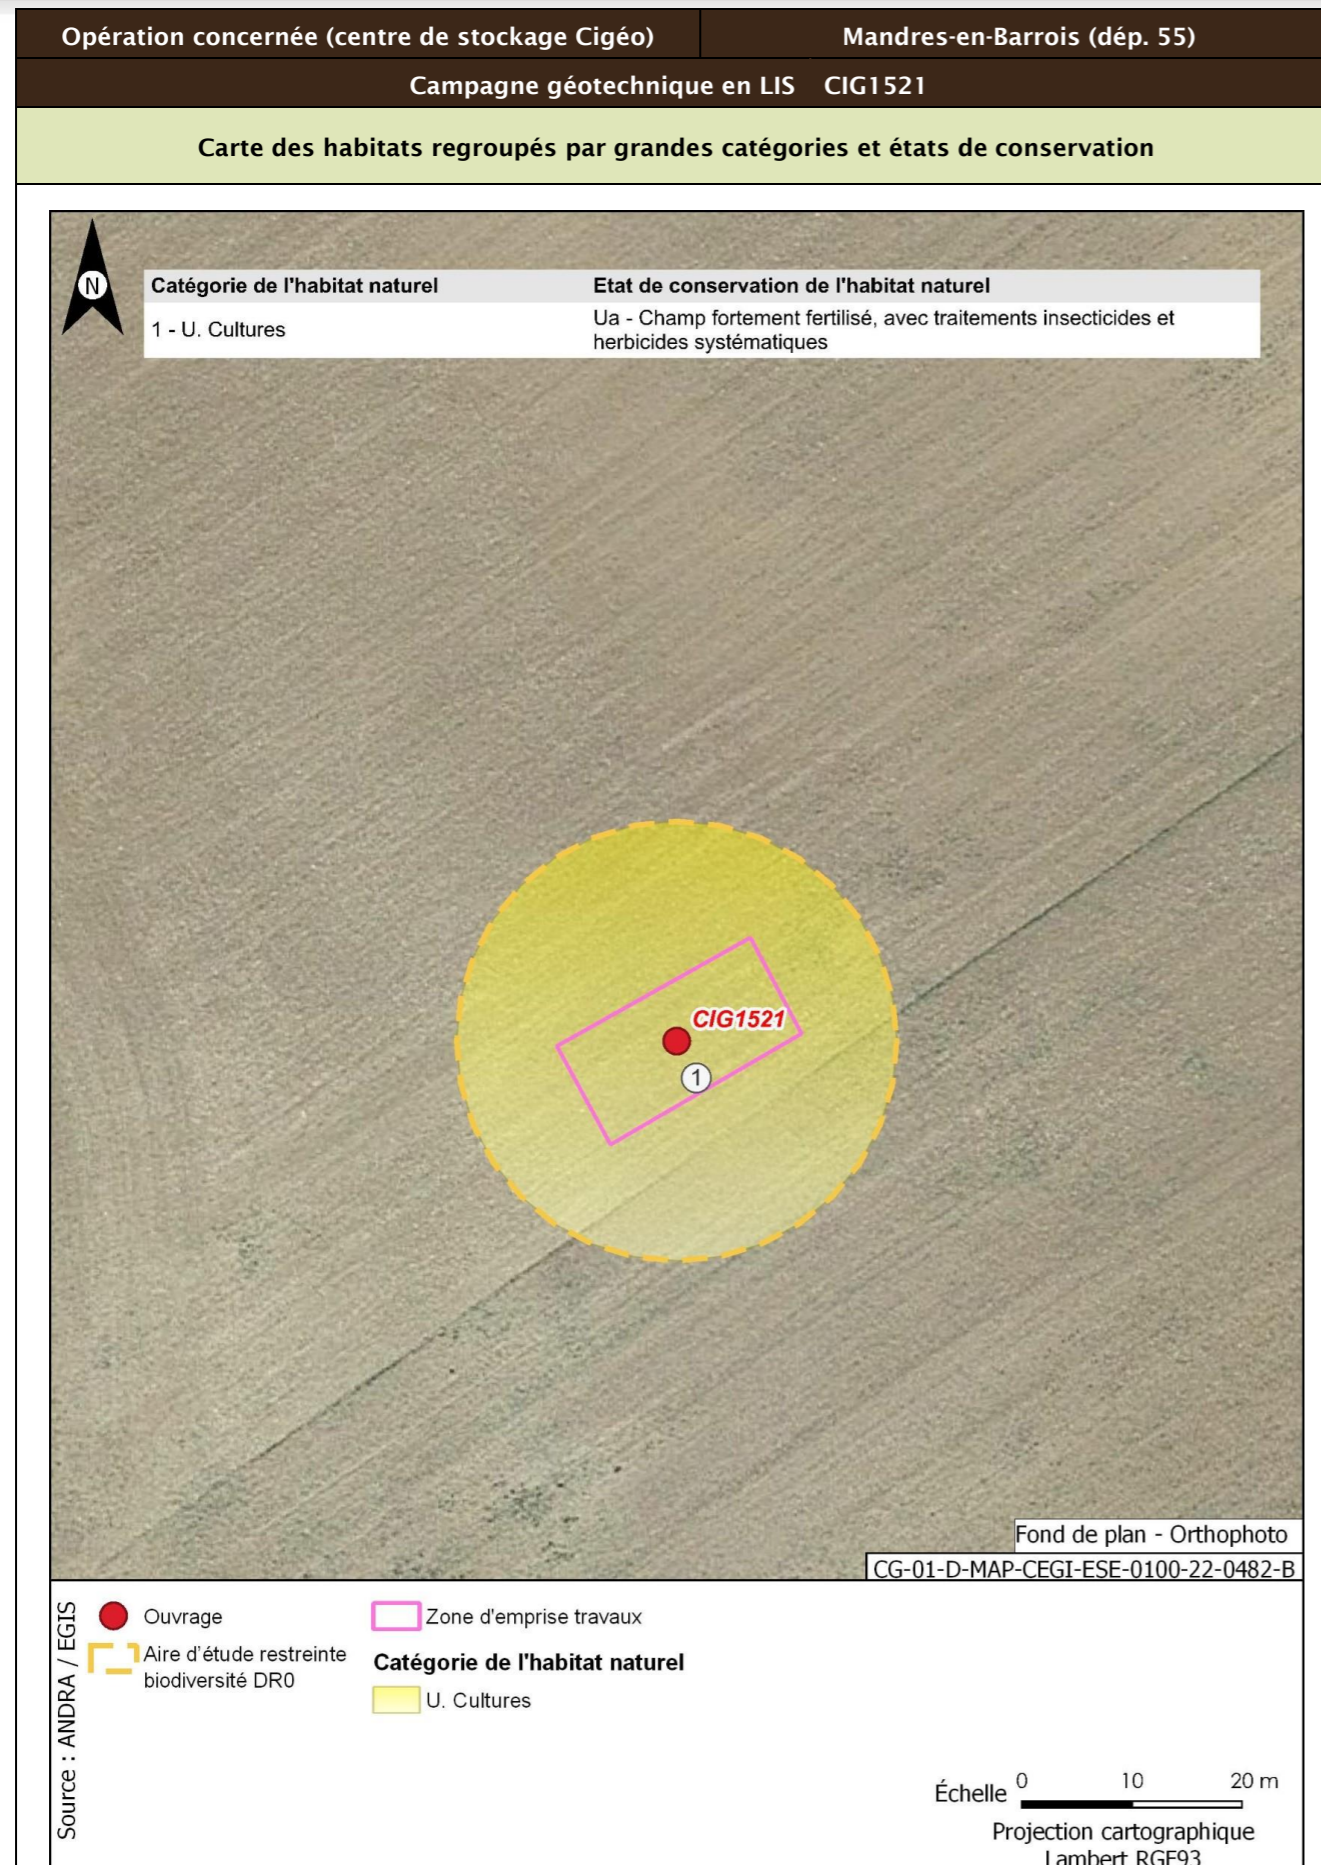 Opération concernée (centre de stockage Cigéo) Mandres-en-Barrois (dép. 55)
Campagne géotechnique en LIS CIG1521
Carte des habitats regroupés par grandes catégories et états de conservation
N
Catégorie de l'habitat naturel Etat de conservation de l'habitat naturel
1 - U. Cultures Ua - Champ fortement fertilisé, avec traitements insecticides et
herbicides systématiques
CIG1521
1
Fond de plan - Orthophoto
CG-01-D-MAP-CEGI-ESE-0100-22-0482-B
Source : ANDRA / EGIS
Ouvrage
Aire d'étude restreinte
biodiversité DR0
Zone d'emprise travaux
Catégorie de l'habitat naturel
U. Cultures
Échelle 0 10 20 m
Projection cartographique
Lambert RGF93